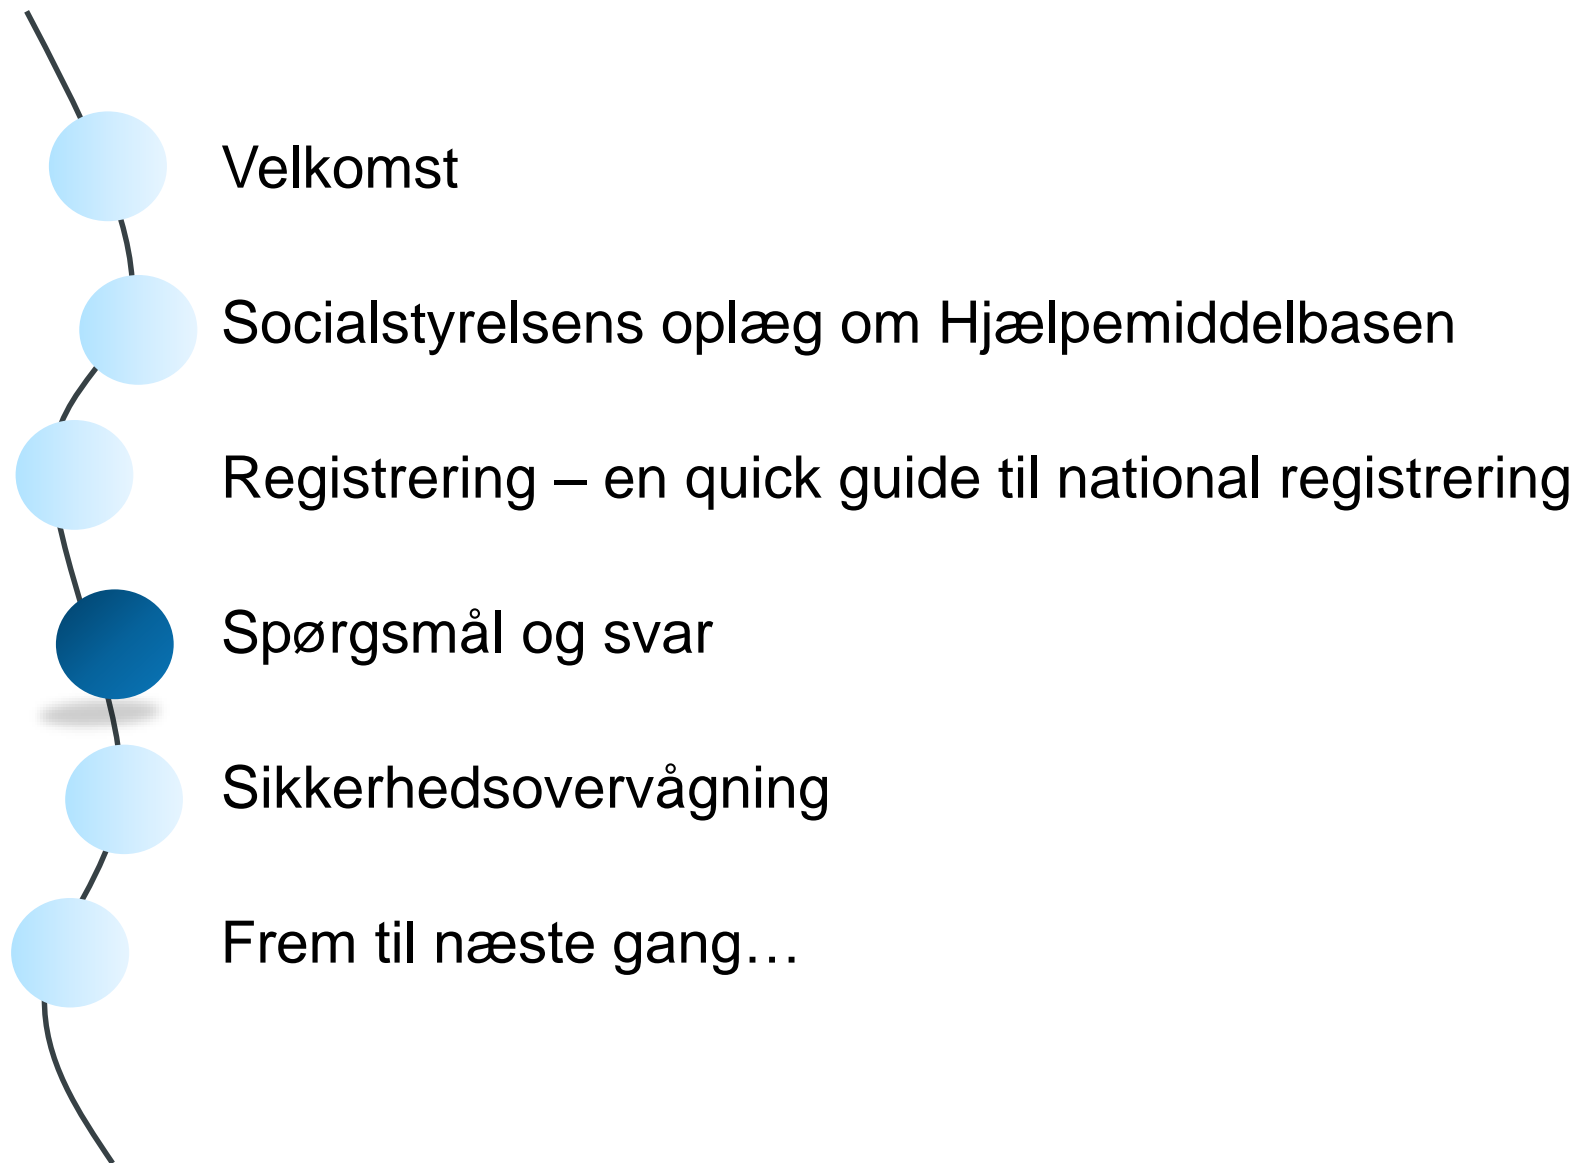 Velkomst
Socialstyrelsens oplæg om Hjælpemiddelbasen
Registrering – en quick guide til national registrering
Spørgsmål og svar
Sikkerhedsovervågning
Frem til næste gang…